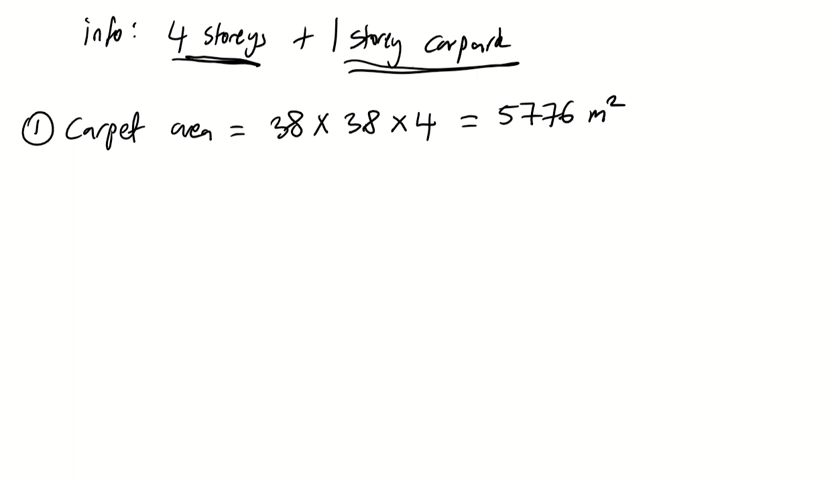 info: 4 storeys + 1 storey carpark
① Carpet area = 38 x 38 x 4 = 5776 m²